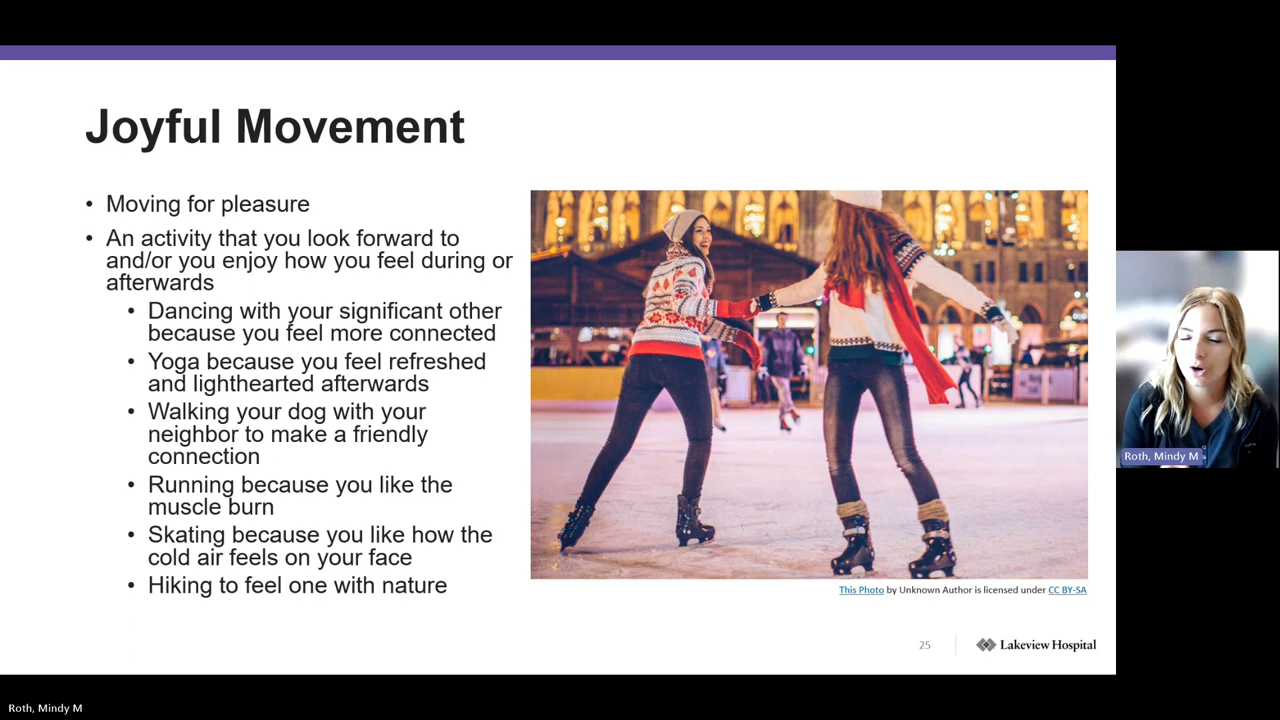 Joyful Movement
• Moving for pleasure
• An activity that you look forward to
and/or you enjoy how you feel during or
afterwards
• Dancing with your significant other
because you feel more connected
• Yoga because you feel refreshed
and lighthearted afterwards
• Walking your dog with your
neighbor to make a friendly
connection
• Running because you like the
muscle burn
• Skating because you like how the
cold air feels on your face
• Hiking to feel one with nature
This Photo by Unknown Author is licensed under CC BY-SA
25
Lakeview Hospital
Roth, Mindy M
Roth, Mindy M